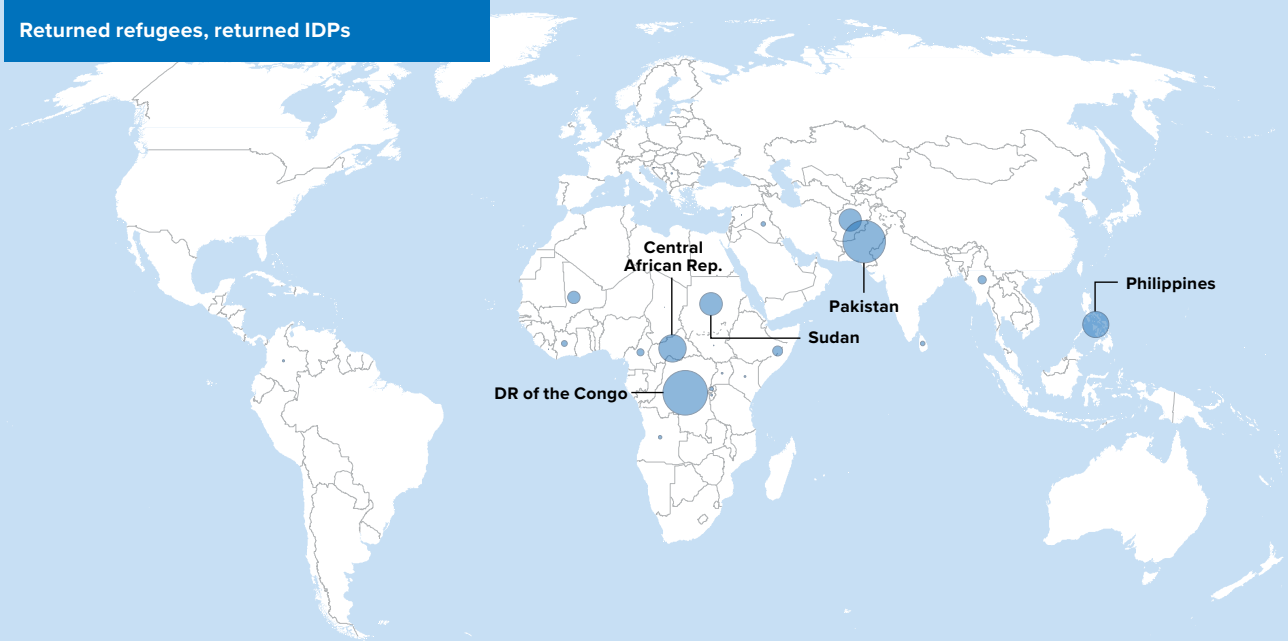 Returned refugees, returned IDPs
Central
African Rep.
Philippines
Pakistan
Sudan
DR of the Congo